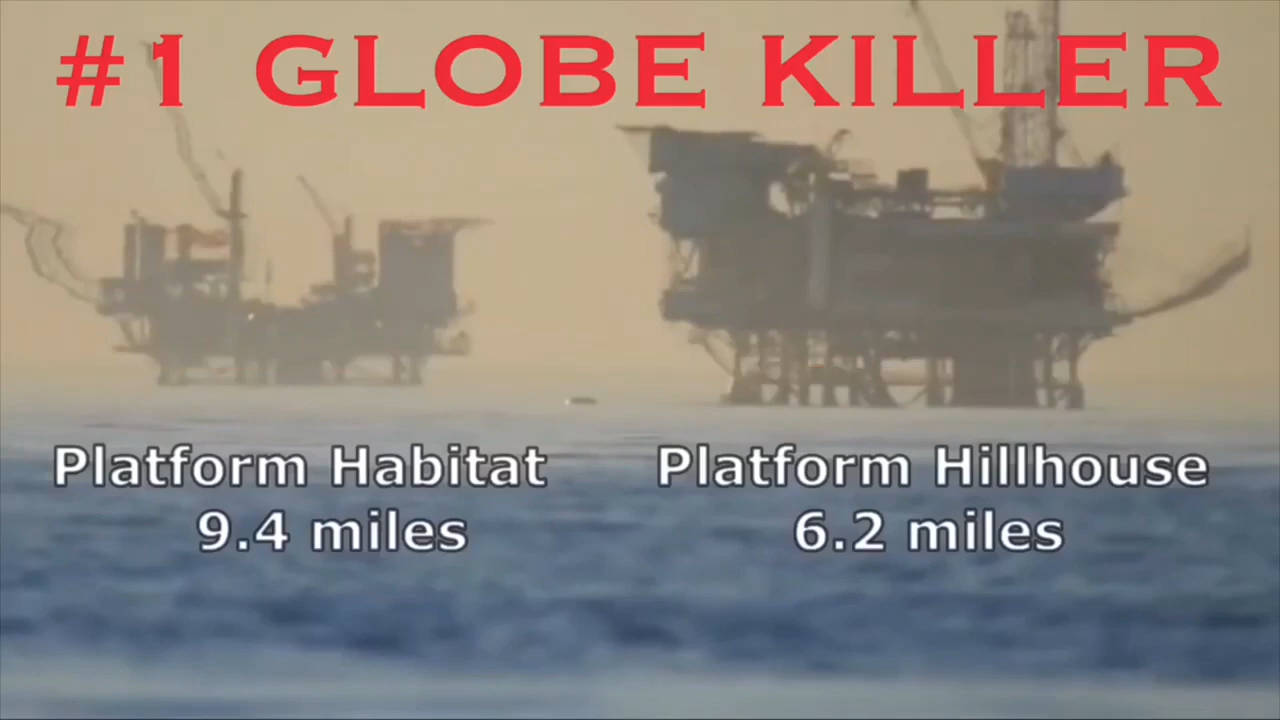 #1 GLOBE KILLER
Platform Habitat
9.4 miles
Platform Hillhouse
6.2 miles